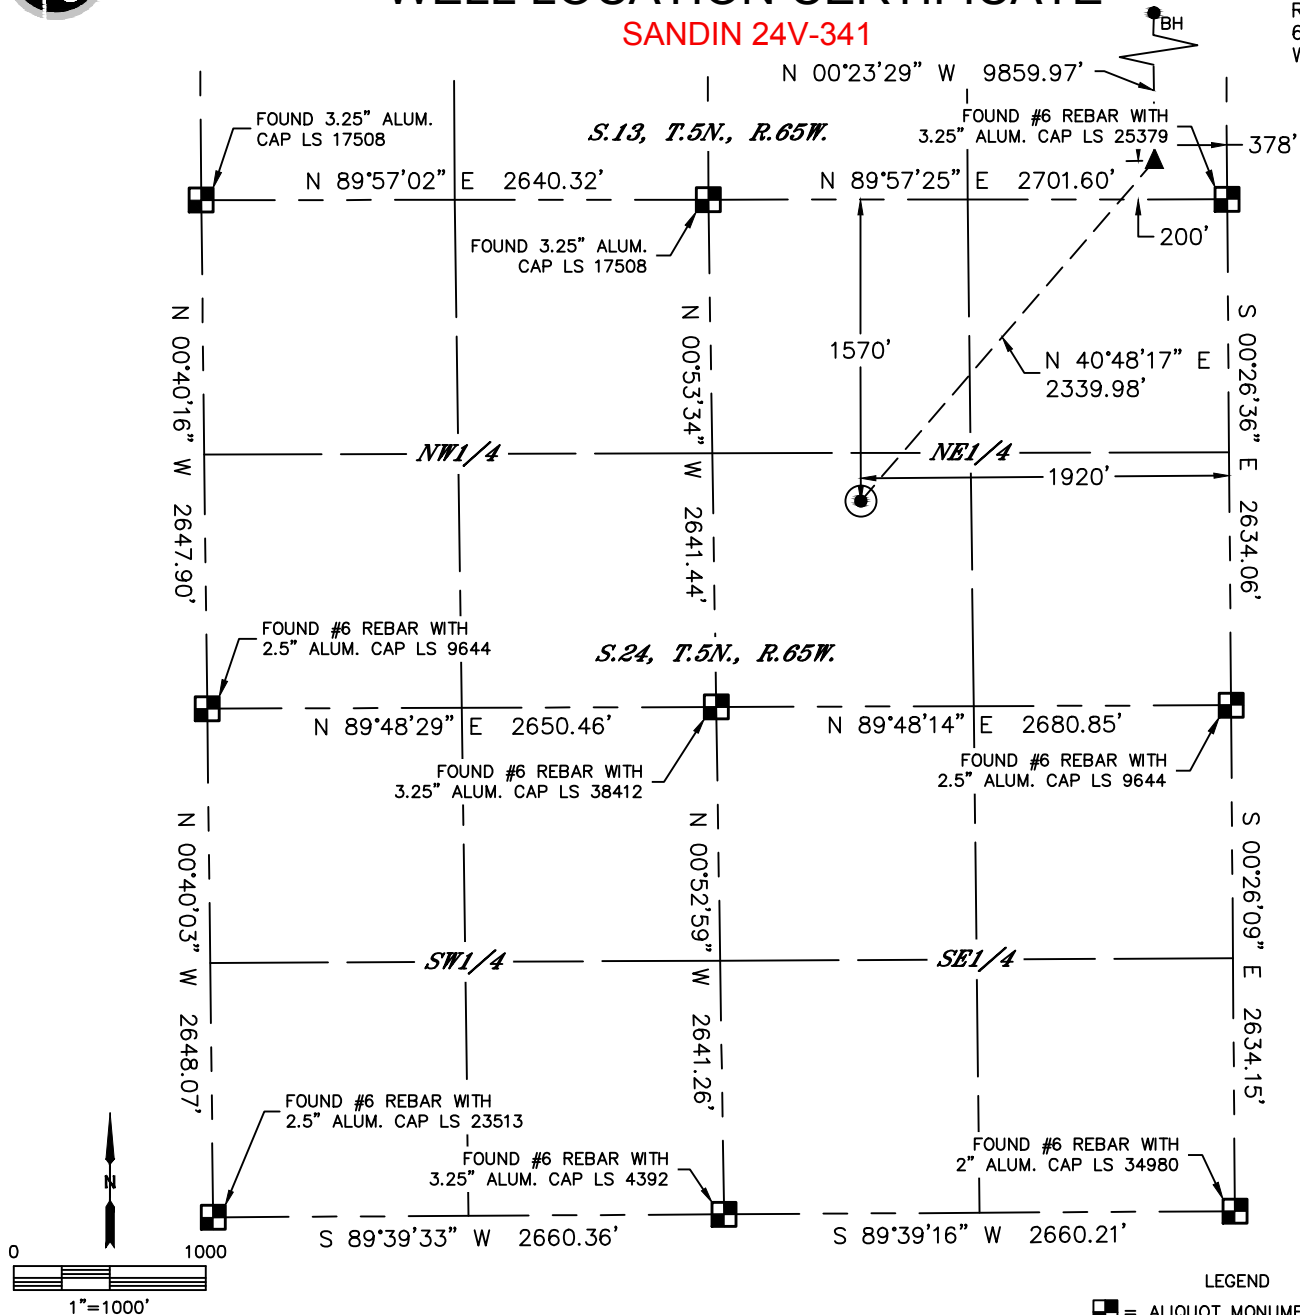 WELL LOCATION CERTIFICATE
SANDIN 24V-341
BH
N 00°23'29" W 9859.97'
FOUND 3.25" ALUM.
CAP LS 17508
S.13, T.5N., R.65W.
FOUND #6 REBAR WITH
3.25" ALUM. CAP LS 25379
378'
N 89°57'02" E 2640.32'
N 89°57'25" E 2701.60'
FOUND 3.25" ALUM.
CAP LS 17508
200'
N 00°40'16" W 2647.90'
N 00°53'34" W 2641.44'
1570'
N 40°48'17" E
2339.98'
S 00°26'36" E 2634.06'
NW1/4
NE1/4
1920'
FOUND #6 REBAR WITH
2.5" ALUM. CAP LS 9644
S.24, T.5N., R.65W.
N 89°48'29" E 2650.46'
N 89°48'14" E 2680.85'
FOUND #6 REBAR WITH
3.25" ALUM. CAP LS 38412
FOUND #6 REBAR WITH
2.5" ALUM. CAP LS 9644
N 00°40'03" W 2648.07'
N 00°52'59" W 2641.26'
S 00°26'09" E 2634.15'
SW1/4
SE1/4
FOUND #6 REBAR WITH
2.5" ALUM. CAP LS 23513
FOUND #6 REBAR WITH
3.25" ALUM. CAP LS 4392
FOUND #6 REBAR WITH
2" ALUM. CAP LS 34980
N
S 89°39'33" W 2660.36'
S 89°39'16" W 2660.21'
0 1000
1"=1000'
LEGEND
= ALIQUOT MONUME